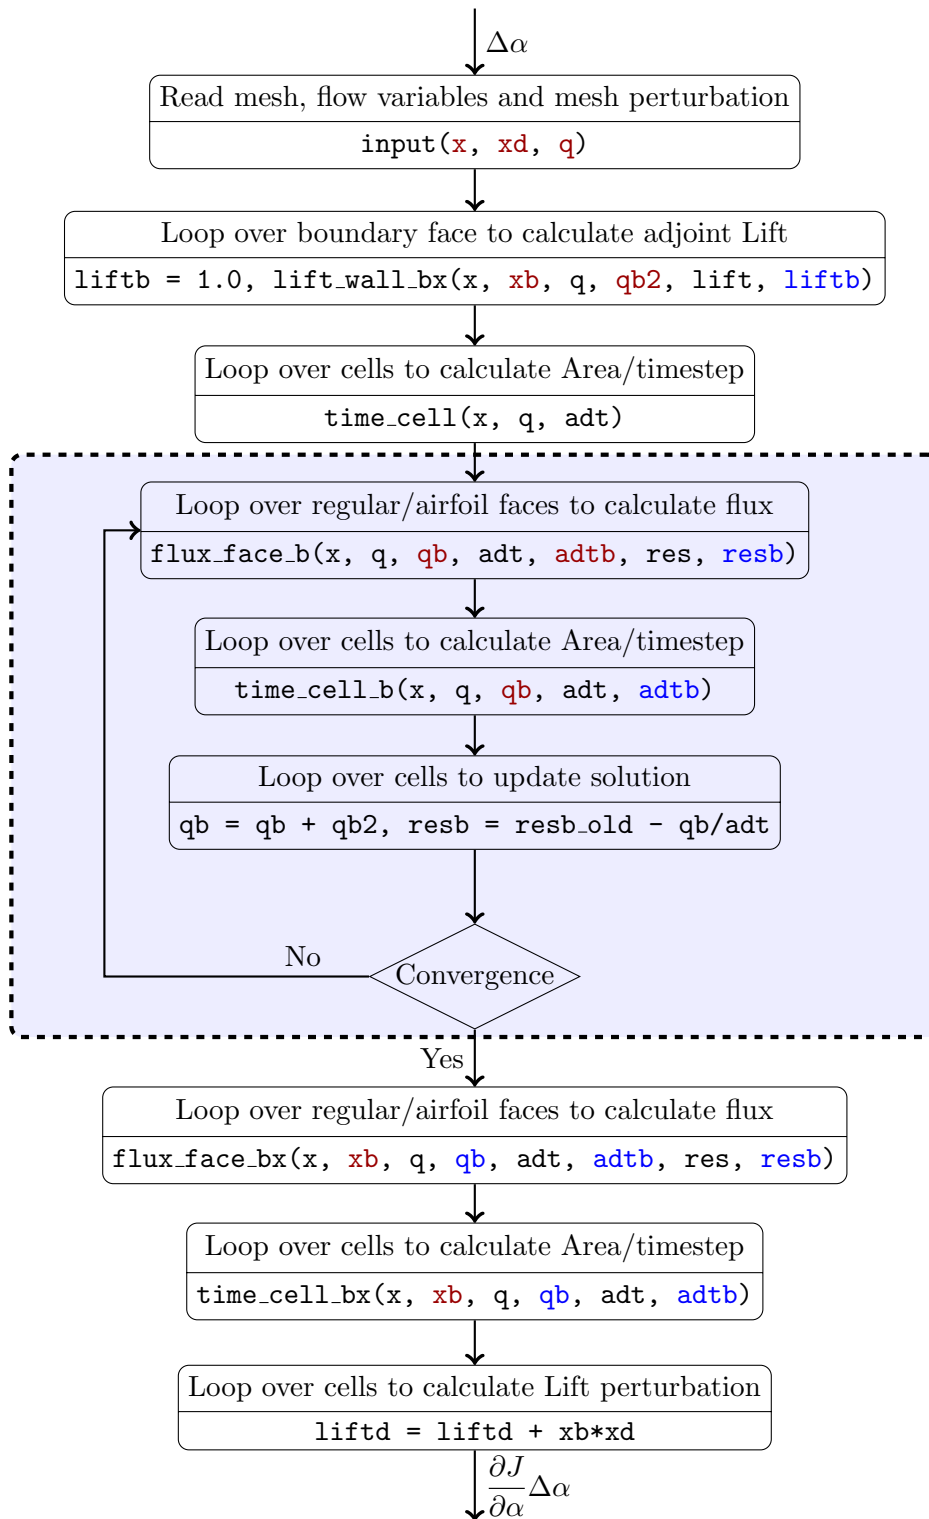 Δα
Read mesh, flow variables and mesh perturbation
input(x, xd, q)
Loop over boundary face to calculate adjoint Lift
liftb = 1.0, lift_wall_bx(x, xb, q, qb2, lift, liftb)
Loop over cells to calculate Area/timestep
time_cell(x, q, adt)
Loop over regular/airfoil faces to calculate flux
flux_face_b(x, q, qb, adt, adtb, res, resb)
Loop over cells to calculate Area/timestep
time_cell_b(x, q, qb, adt, adtb)
Loop over cells to update solution
qb = qb + qb2, resb = resb_old - qb/adt
No
Convergence
Yes
Loop over regular/airfoil faces to calculate flux
flux_face_bx(x, xb, q, qb, adt, adtb, res, resb)
Loop over cells to calculate Area/timestep
time_cell_bx(x, xb, q, qb, adt, adtb)
Loop over cells to calculate Lift perturbation
liftd = liftd + xb*xd
∂J/∂α Δα